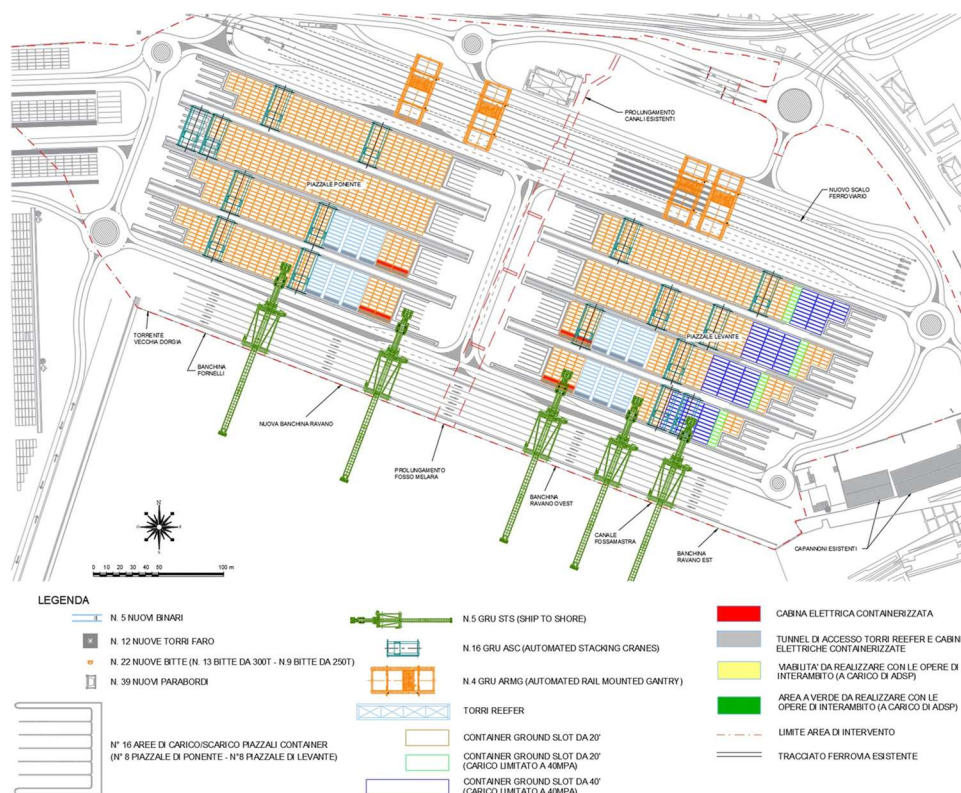 PROLUNGAMENTO
CANALI ESISTENTI
PIAZZALE PONENTE
NUOVO SCALO
FERROVIARIO
PIAZZALE LEVANTE
TORRENTE
VECCHIA DORGIA
BANCHINA
FORNELLI
NUOVA BANCHINA RAVANO
PROLUNGAMENTO
FOSSO MELARA
BANCHINA
RAVANO OVEST
CANALE
FOSSAMASTRA
BANCHINA
RAVANO EST
CAPANNONI ESISTENTI
0 10 20 30 40 50 100 m
LEGENDA
N. 5 NUOVI BINARI
N. 12 NUOVE TORRI FARO
N. 22 NUOVE BITTE (N. 13 BITTE DA 300T - N.9 BITTE DA 250T)
N. 39 NUOVI PARABORDI
N° 16 AREE DI CARICO/SCARICO PIAZZALI CONTAINER
(N° 8 PIAZZALE DI PONENTE - N°8 PIAZZALE DI LEVANTE)
N.5 GRU STS (SHIP TO SHORE)
N.16 GRU ASC (AUTOMATED STACKING CRANES)
N.4 GRU ARMG (AUTOMATED RAIL MOUNTED GANTRY)
TORRI REEFER
CONTAINER GROUND SLOT DA 20'
CONTAINER GROUND SLOT DA 20'
(CARICO LIMITATO A 40MPA)
CONTAINER GROUND SLOT DA 40'
(CARICO LIMITATO A 40MPA)
CABINA ELETTRICA CONTAINERIZZATA
TUNNEL DI ACCESSO TORRI REEFER E CABIN
ELETTRICHE CONTAINERIZZATE
VIABILITA' DA REALIZZARE CON LE OPERE DI
INTERAMBITO (A CARICO DI ADSP)
AREA A VERDE DA REALIZZARE CON LE
OPERE DI INTERAMBITO (A CARICO DI ADSP)
LIMITE AREA DI INTERVENTO
TRACCIATO FERROVIA ESISTENTE